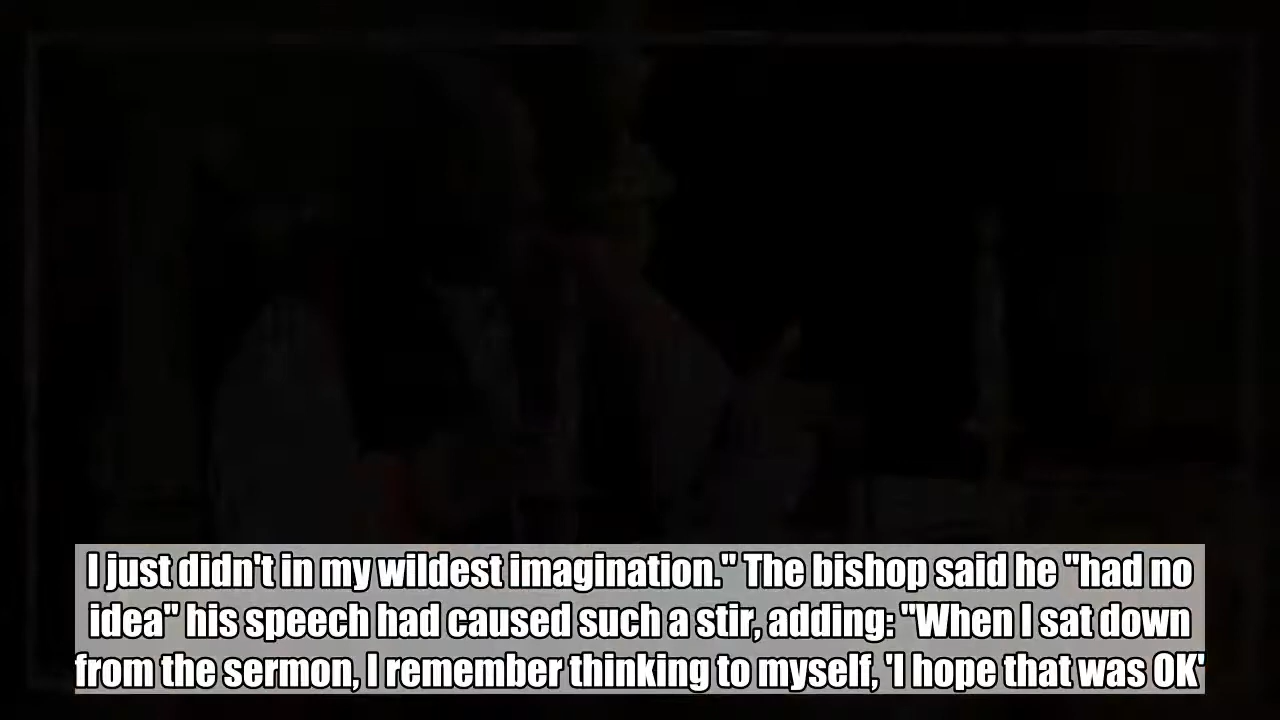 I just didn't in my wildest imagination." The bishop said he "had no
idea" his speech had caused such a stir, adding: "When I sat down
from the sermon, I remember thinking to myself, 'I hope that was OK'